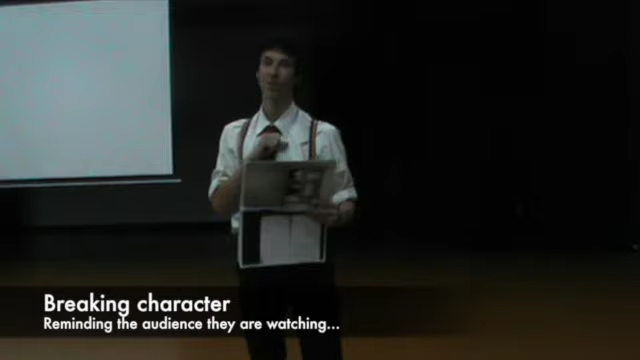 Breaking character
Reminding the audience they are watching...